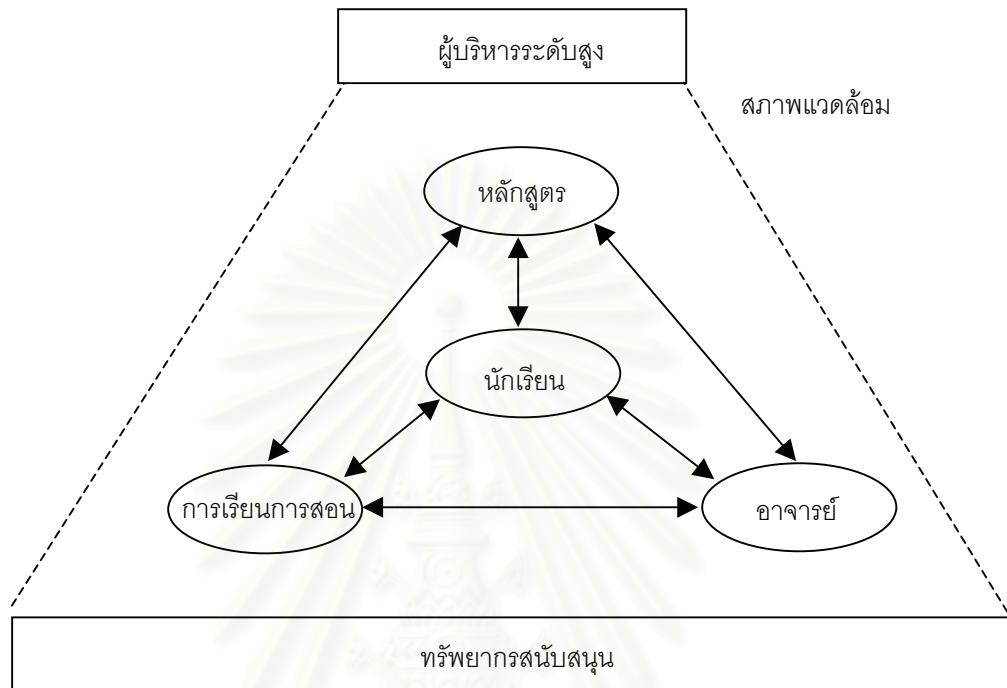 ผู้บริหารระดับสูง
สภาพแวดล้อม
หลักสูตร
นักเรียน
การเรียนการสอน
อาจารย์
ทรัพยากรสนับสนุน